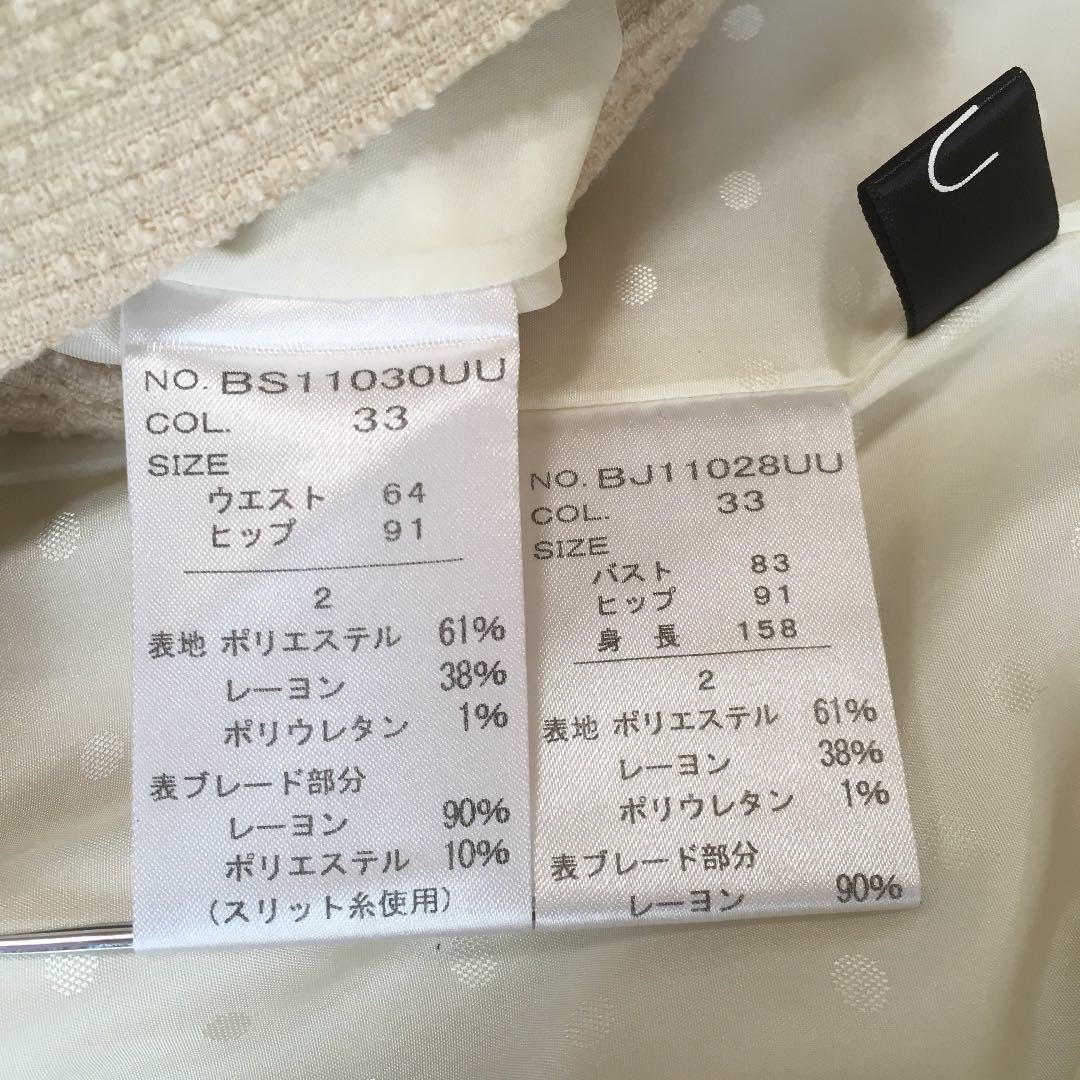 NO. BS11030UU
COL. 33
SIZE
ウエスト 64
ヒップ 91
2
表地 ポリエステル 61%
レーヨン 38%
ポリウレタン 1%
表ブレード部分
レーヨン 90%
ポリエステル 10%
(スリット糸使用)
NO. BJ11028UU
COL. 33
SIZE
バスト 83
ヒップ 91
身 長 158
2
表地 ポリエステル 61%
レーヨン 38%
ポリウレタン 1%
表ブレード部分
レーヨン 90%